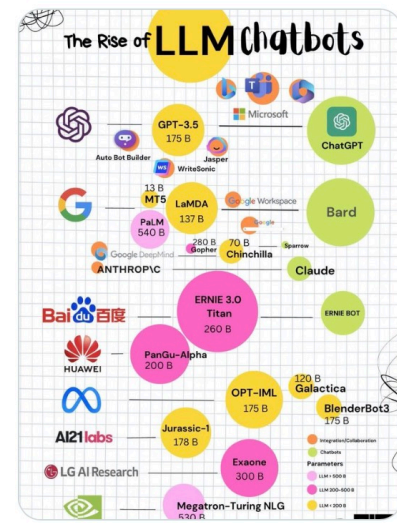 The Rise of LLM Chatbots
Microsoft
GPT-3.5
175 B
ChatGPT
Auto Bot Builder
Jasper
WriteSonic
13 B
MT5
LaMDA
137 B
Google Workspace
Bard
PaLM
540 B
Google
Google DeepMind
280 B
Gopher
70 B
Chinchilla
Sparrow
ANTHROP\C
Claude
ERNIE 3.0
Titan
260 B
Baidu百度
ERNIE BOT
HUAWEI
PanGu-Alpha
200 B
OPT-IML
175 B
120 B
Galactica
BlenderBot3
175 B
AI21labs
Jurassic-1
178 B
Integration/Collaboration
Chatbots
Parameters
LLM > 500 B
LLM 200-500 B
LLM < 200 B
LG AI Research
Exaone
300 B
Megatron-Turing NLG
530 B